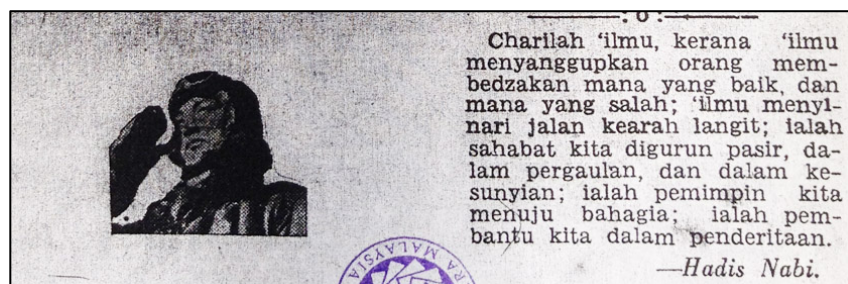 : o :
Charilah 'ilmu, kerana 'ilmu
menyanggupkan orang mem-
bedzakan mana yang baik, dan
mana yang salah; 'ilmu menyi-
nari jalan kearah langit; ialah
sahabat kita digurun pasir, da-
lam pergaulan, dan dalam ke-
sunyian; ialah pemimpin kita
menuju bahagia; ialah pem-
bantu kita dalam penderitaan.
—Hadis Nabi.
RA MALAYSIA